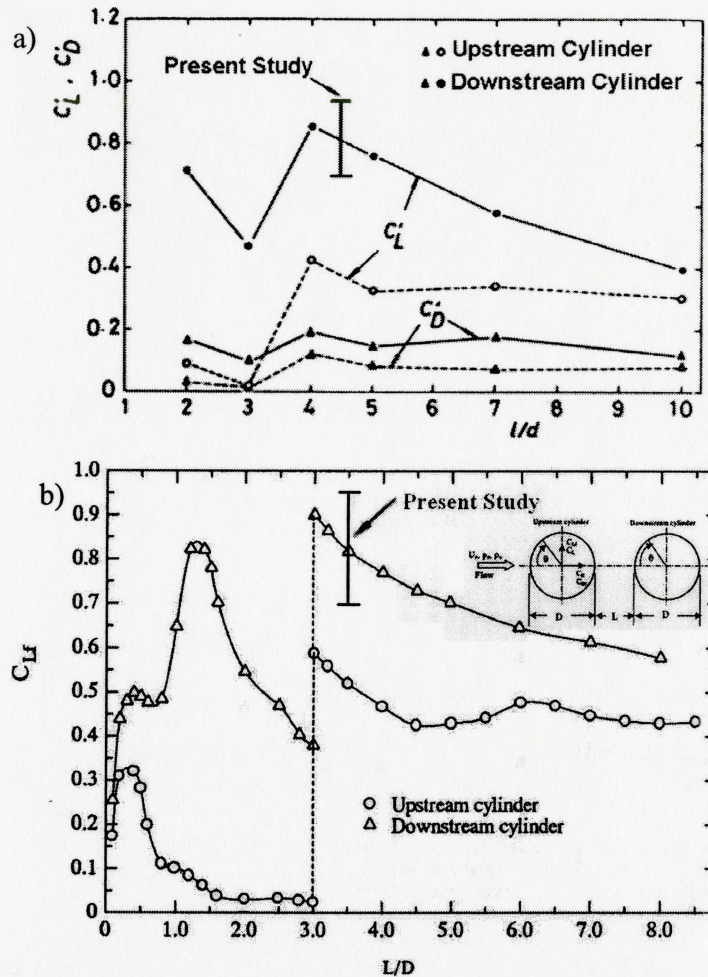 a)
1.2
1.0
0.8
0.6
0.4
0.2
0
C'L , C'D
Present Study
Upstream Cylinder
Downstream Cylinder
C'L
C'D
1 2 3 4 5 7 8 9 10
l/d
b)
1.0
0.9
0.8
0.7
0.6
0.5
0.4
0.3
0.2
0.1
0
CLf
Present Study
Upstream cylinder
Downstream cylinder
Flow
θ
θ
D L D
Upstream cylinder
Downstream cylinder
0 1.0 2.0 3.0 4.0 5.0 6.0 7.0 8.0
L/D